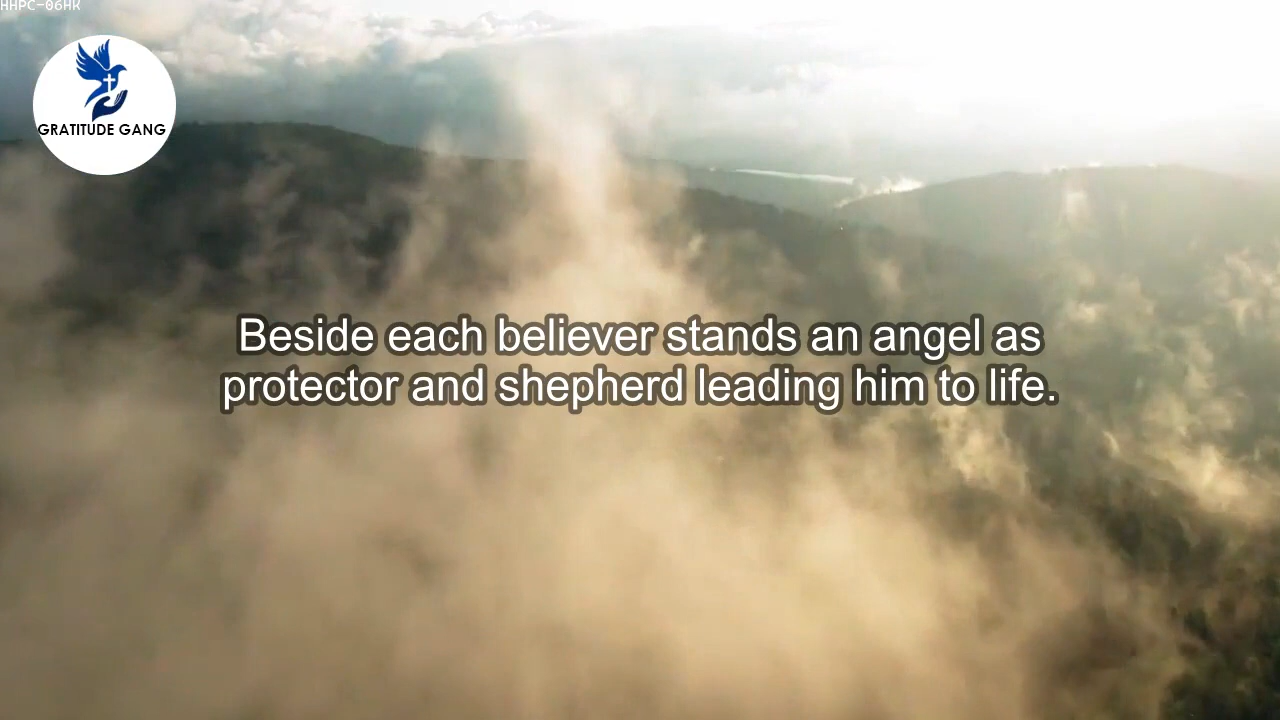 HHPC-06HK
GRATITUDE GANG
Beside each believer stands an angel as
protector and shepherd leading him to life.